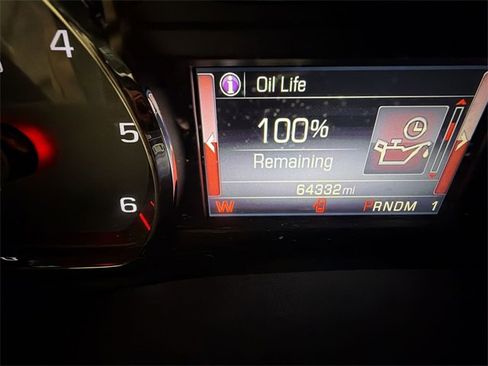 4
5
6
i Oil Life
100%
Remaining
64332 mi
W PRNDM 1